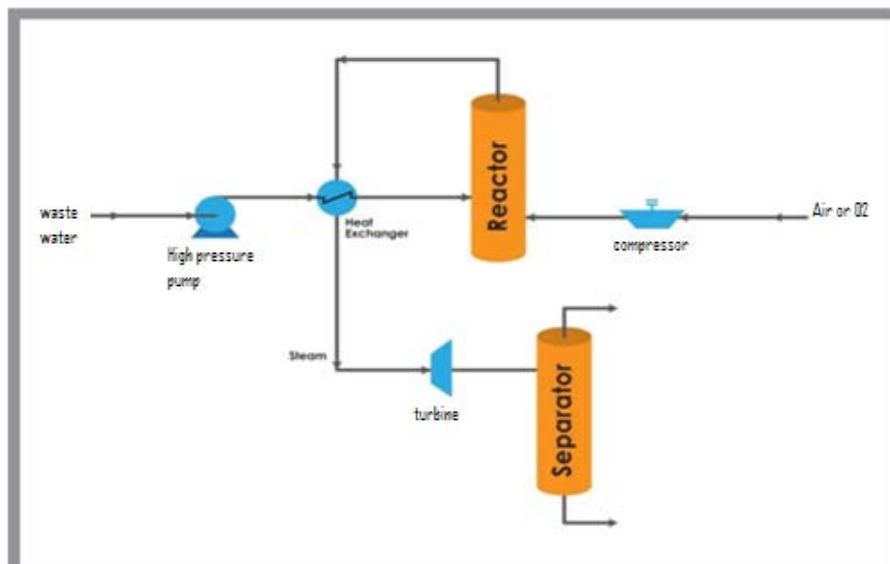 Reactor
waste
water
High pressure
pump
Heat
Exchanger
compressor
Air or O2
Steam
turbine
Separator